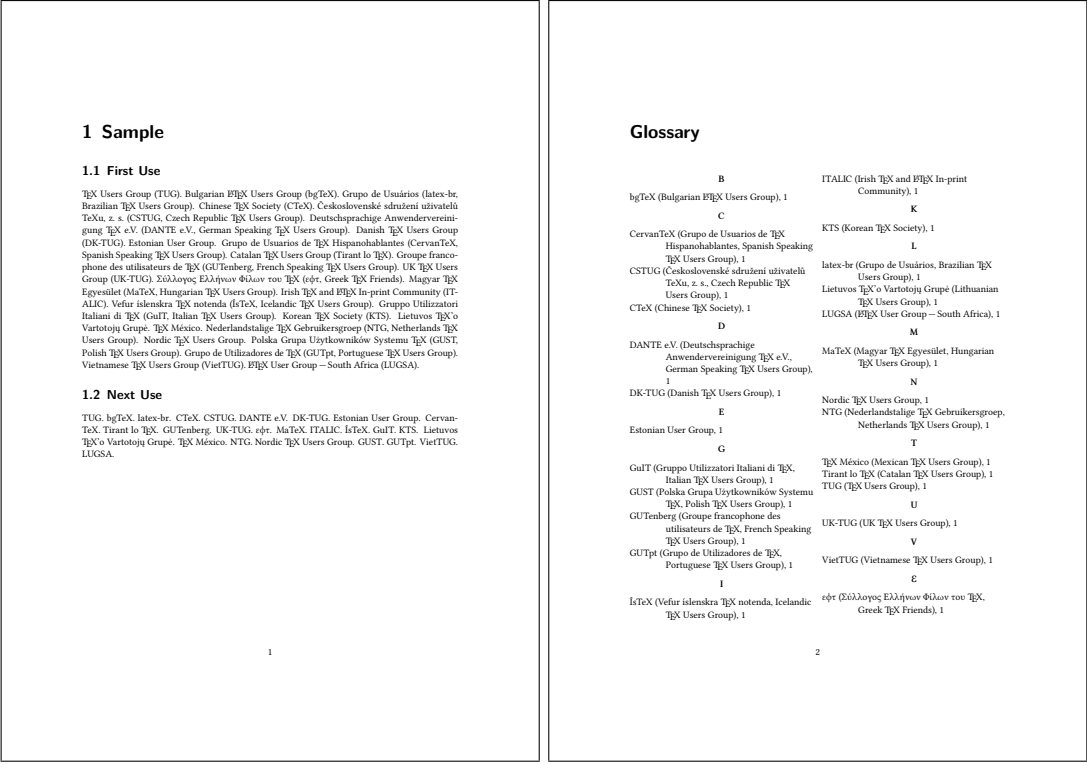 1 Sample
1.1 First Use
TEX Users Group (TUG). Bulgarian LATEX Users Group (bgTeX). Grupo de Usuários (latex-br,
Brazilian TEX Users Group). Chinese TEX Society (CTeX). Československé sdružení uživatelů
TeXu, z. s. (CSTUG, Czech Republic TEX Users Group). Deutschsprachige Anwendervereini-
gung TEX e.V. (DANTE e.V., German Speaking TEX Users Group). Danish TEX Users Group
(DK-TUG). Estonian User Group. Grupo de Usuarios de TEX Hispanohablantes (CervanTeX,
Spanish Speaking TEX Users Group). Catalan TEX Users Group (Tirant lo TEX). Groupe franco-
phone des utilisateurs de TEX (GUTenberg, French Speaking TEX Users Group). UK TEX Users
Group (UK-TUG). Σύλλογος Ελλήνων Φίλων του TEX (εφτ, Greek TEX Friends). Magyar TEX
Egyesület (MaTeX, Hungarian TEX Users Group). Irish TEX and LATEX In-print Community (IT-
ALIC). Vefur íslenskra TEX notenda (ÍsTeX, Icelandic TEX Users Group). Gruppo Utilizzatori
Italiani di TEX (GuIT, Italian TEX Users Group). Korean TEX Society (KTS). Lietuvos TEX'o
Vartotojų Grupė. TEX México. Nederlandstalige TEX Gebruikersgroep (NTG, Netherlands TEX
Users Group). Nordic TEX Users Group. Polska Grupa Użytkowników Systemu TEX (GUST,
Polish TEX Users Group). Grupo de Utilizadores de TEX (GUTpt, Portuguese TEX Users Group).
Vietnamese TEX Users Group (VietTUG). LATEX User Group – South Africa (LUGSA).
1.2 Next Use
TUG. bgTeX. latex-br. CTeX. CSTUG. DANTE e.V. DK-TUG. Estonian User Group. Cervan-
TeX. Tirant lo TEX. GUTenberg. UK-TUG. εφτ. MaTeX. ITALIC. ÍsTeX. GuIT. KTS. Lietuvos
TEX'o Vartotojų Grupė. TEX México. NTG. Nordic TEX Users Group. GUST. GUTpt. VietTUG.
LUGSA.
1
Glossary
B
bgTeX (Bulgarian LATEX Users Group), 1
C
CervanTeX (Grupo de Usuarios de TEX
Hispanohablantes, Spanish Speaking
TEX Users Group), 1
CSTUG (Československé sdružení uživatelů
TeXu, z. s., Czech Republic TEX
Users Group), 1
CTeX (Chinese TEX Society), 1
D
DANTE e.V. (Deutschsprachige
Anwendervereinigung TEX e.V.,
German Speaking TEX Users Group),
1
DK-TUG (Danish TEX Users Group), 1
E
Estonian User Group, 1
G
GuIT (Gruppo Utilizzatori Italiani di TEX,
Italian TEX Users Group), 1
GUST (Polska Grupa Użytkowników Systemu
TEX, Polish TEX Users Group), 1
GUTenberg (Groupe francophone des
utilisateurs de TEX, French Speaking
TEX Users Group), 1
GUTpt (Grupo de Utilizadores de TEX,
Portuguese TEX Users Group), 1
I
ÍsTeX (Vefur íslenskra TEX notenda, Icelandic
TEX Users Group), 1
ITALIC (Irish TEX and LATEX In-print
Community), 1
K
KTS (Korean TEX Society), 1
L
latex-br (Grupo de Usuários, Brazilian TEX
Users Group), 1
Lietuvos TEX'o Vartotojų Grupė (Lithuanian
TEX Users Group), 1
LUGSA (LATEX User Group – South Africa), 1
M
MaTeX (Magyar TEX Egyesület, Hungarian
TEX Users Group), 1
N
Nordic TEX Users Group, 1
NTG (Nederlandstalige TEX Gebruikersgroep,
Netherlands TEX Users Group), 1
T
TEX México (Mexican TEX Users Group), 1
Tirant lo TEX (Catalan TEX Users Group), 1
TUG (TEX Users Group), 1
U
UK-TUG (UK TEX Users Group), 1
V
VietTUG (Vietnamese TEX Users Group), 1
Ε
εφτ (Σύλλογος Ελλήνων Φίλων του TEX,
Greek TEX Friends), 1
2